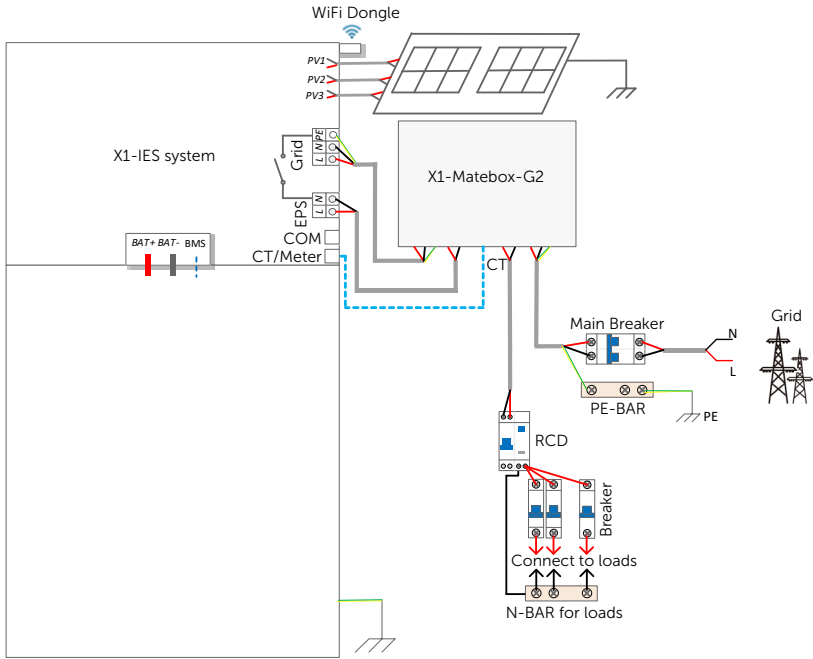 WiFi Dongle
PV1
PV2
PV3
X1-IES system
Grid
PE
N
L
EPS
N
L
COM
CT/Meter
BAT+ BAT- BMS
X1-Matebox-G2
CT
Main Breaker
N
L
Grid
PE-BAR
PE
RCD
Breaker
Connect to loads
N-BAR for loads